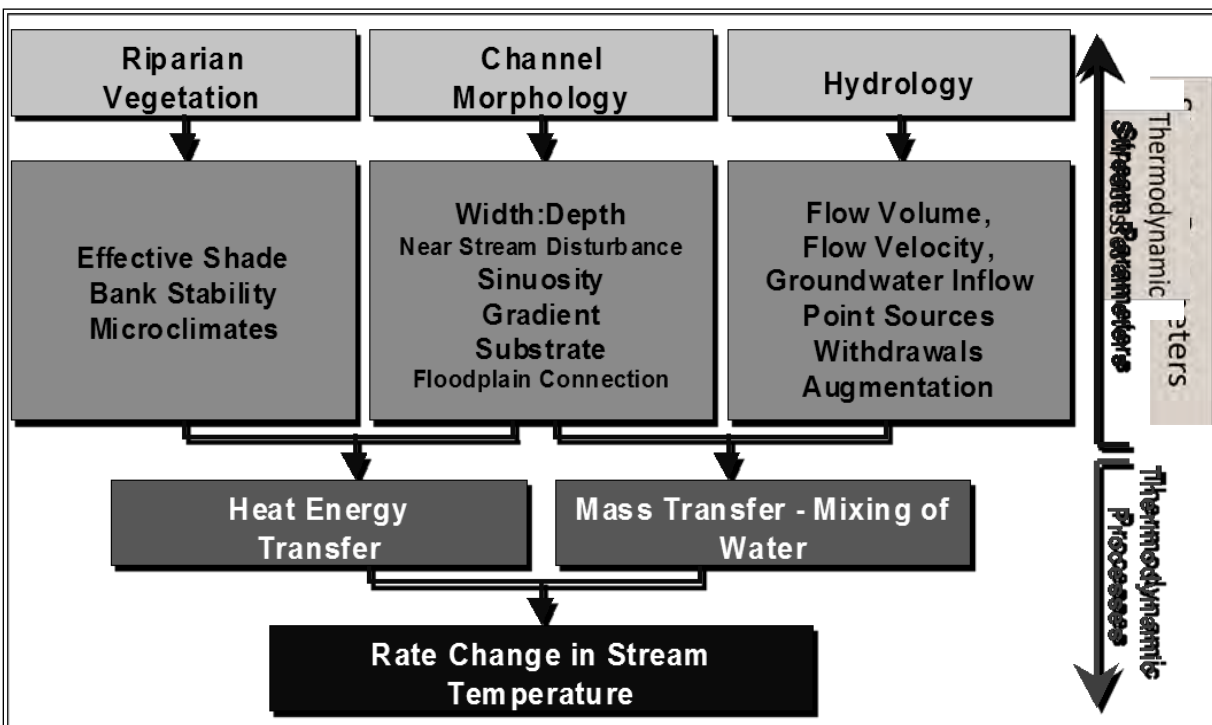 Riparian
Vegetation
Channel
Morphology
Hydrology
Effective Shade
Bank Stability
Microclimates
Width:Depth
Near Stream Disturbance
Sinuosity
Gradient
Substrate
Floodplain Connection
Flow Volume,
Flow Velocity,
Groundwater Inflow
Point Sources
Withdrawals
Augmentation
Heat Energy
Transfer
Mass Transfer - Mixing of
Water
Rate Change in Stream
Temperature
Thermodynamic
Stream Parameters
Thermodynamic
Processes